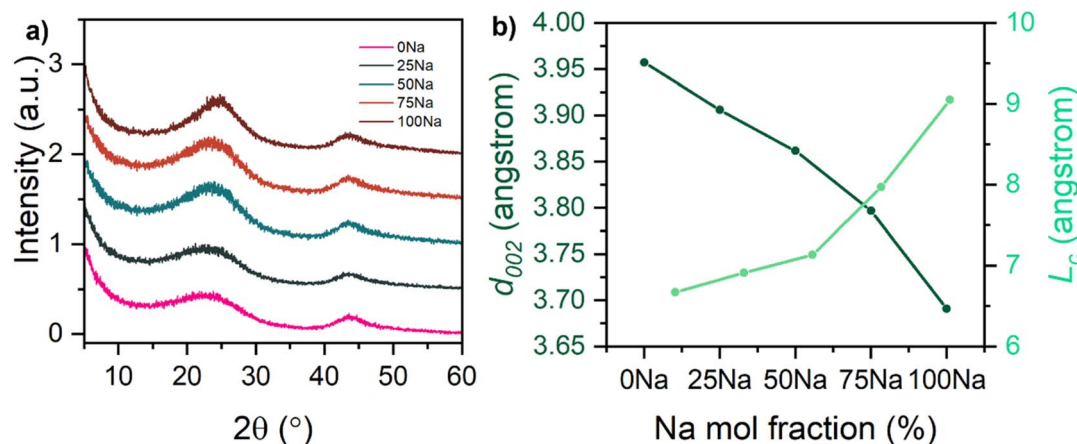 a)
0Na
25Na
50Na
75Na
100Na
Intensity (a.u.)
3
2
1
0
10 20 30 40 50 60
2θ (°)
b)
d002 (angstrom)
4.00
3.95
3.90
3.85
3.80
3.75
3.70
3.65
10
9
8
7
6
Lc (angstrom)
0Na 25Na 50Na 75Na 100Na
Na mol fraction (%)